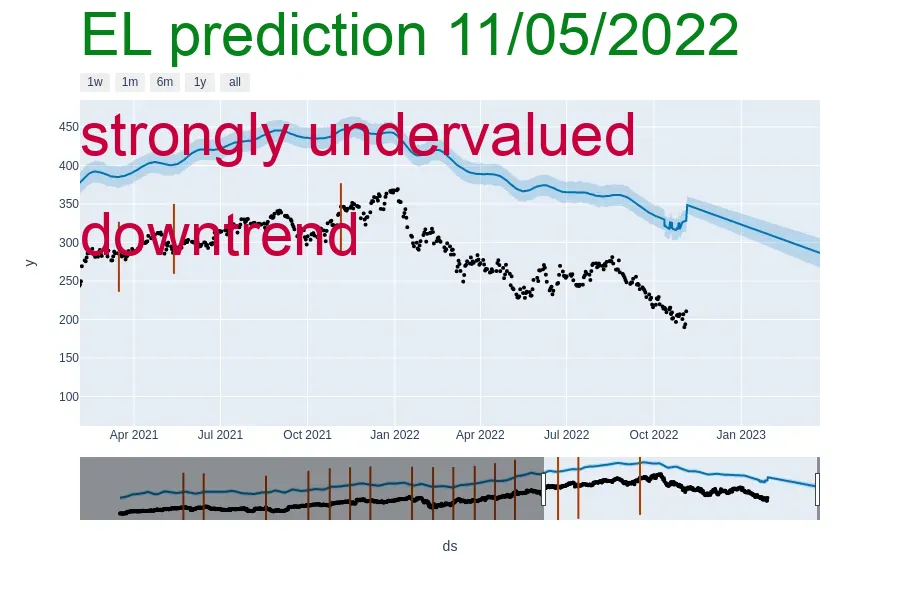 EL prediction 11/05/2022
1w 1m 6m 1y all
strongly undervalued
downtrend
450
400
350
300
250
200
150
100
y
Apr 2021 Jul 2021 Oct 2021 Jan 2022 Apr 2022 Jul 2022 Oct 2022 Jan 2023
ds